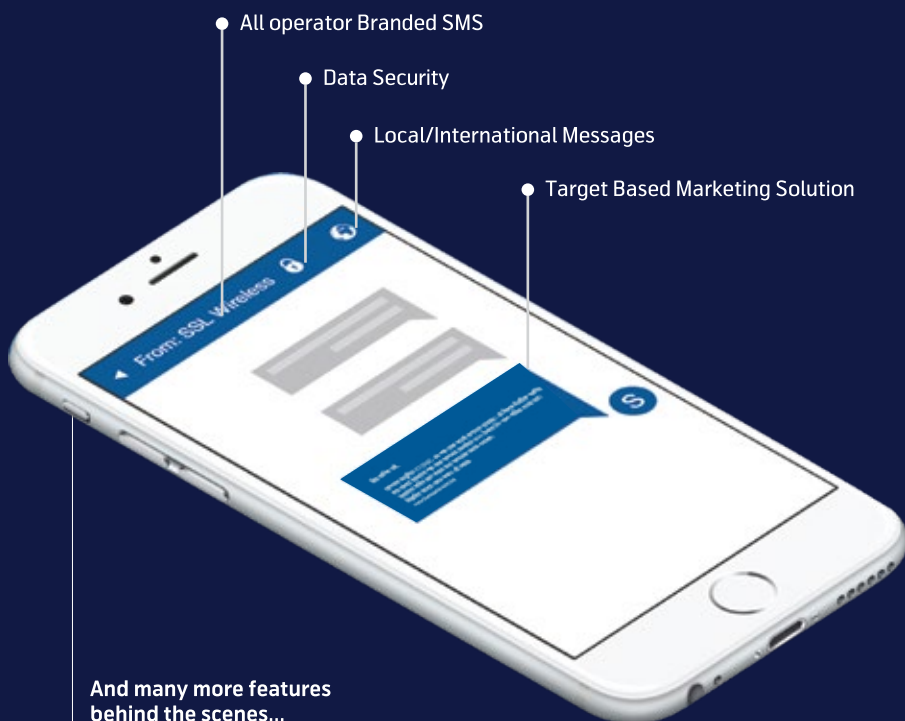 All operator Branded SMS
Data Security
Local/International Messages
Target Based Marketing Solution
From: SSL Wireless
S
And many more features
behind the scenes...